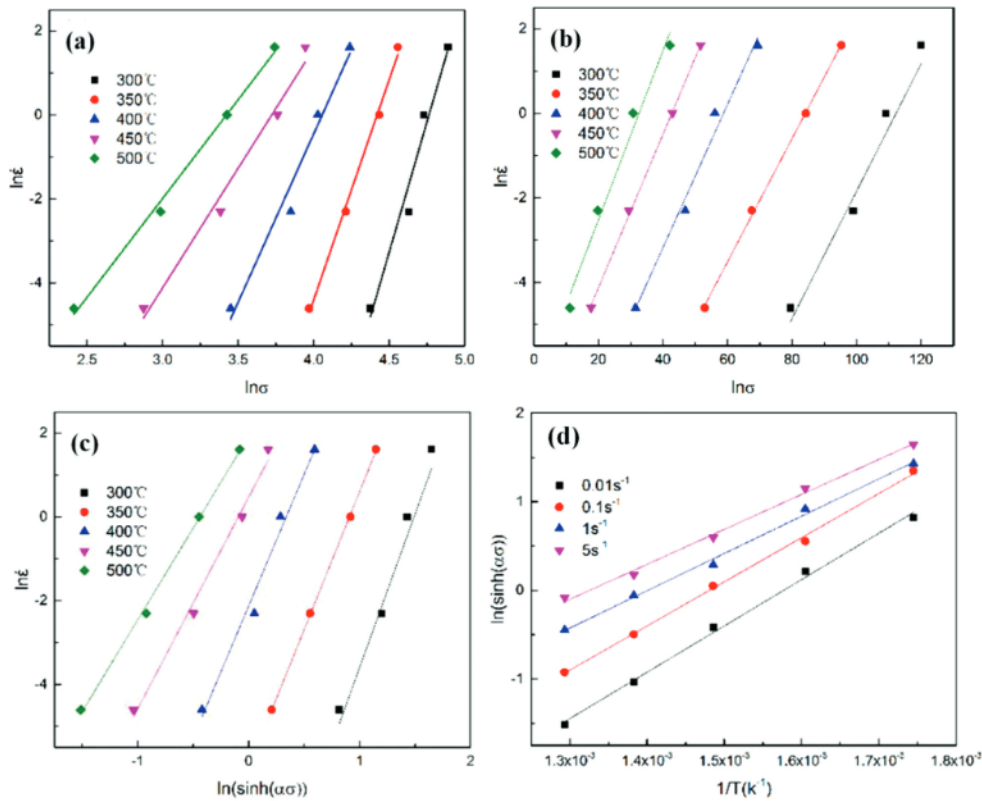 (a)
300℃
350℃
400℃
450℃
500℃
lnε̇
2
0
-2
-4
2.5
3.0
3.5
4.0
4.5
5.0
lnσ
(b)
300℃
350℃
400℃
450℃
500℃
lnε̇
2
0
-2
-4
0
20
40
60
80
100
120
lnσ
(c)
300℃
350℃
400℃
450℃
500℃
lnε̇
2
0
-2
-4
-1
0
1
2
ln(sinh(ασ))
(d)
0.01s⁻¹
0.1s⁻¹
1s⁻¹
5s⁻¹
ln(sinh(ασ))
1
0
-1
1.3x10⁻³
1.4x10⁻³
1.5x10⁻³
1.6x10⁻³
1.7x10⁻³
1.8x10⁻³
1/T(k⁻¹)